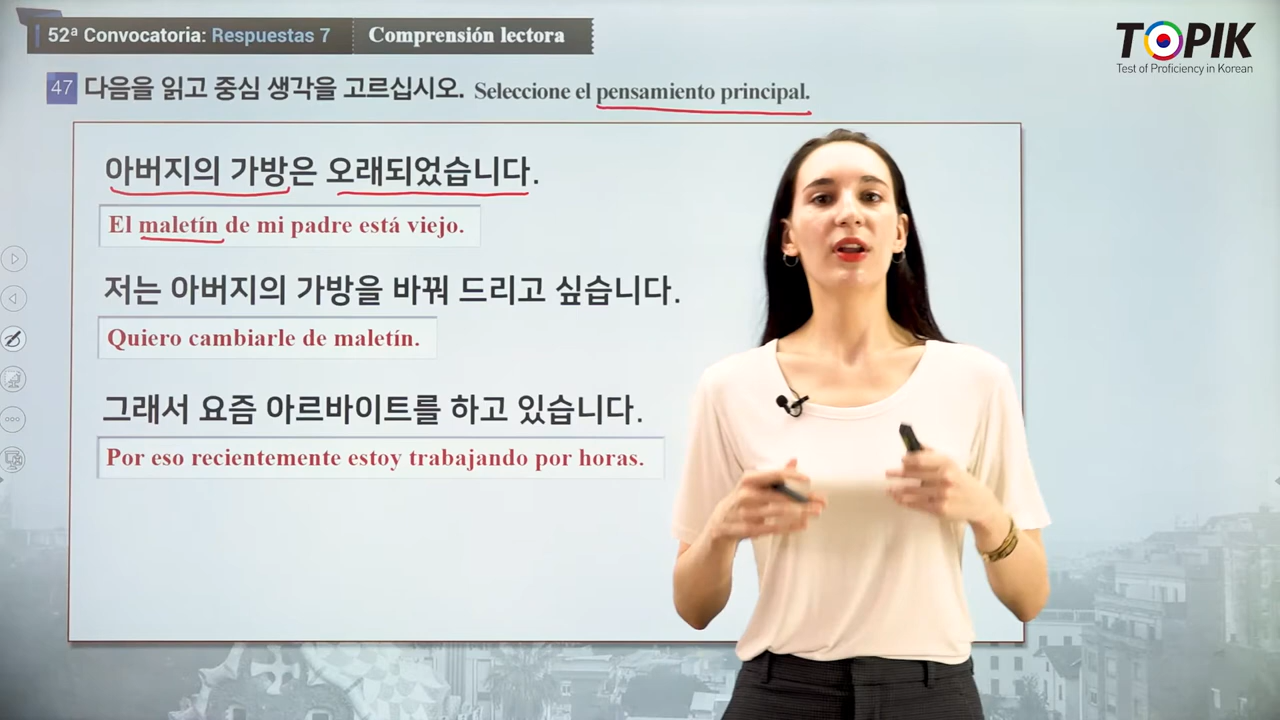 52ª Convocatoria: Respuestas 7
Comprensión lectora
TOPIK
Test of Proficiency in Korean
47 다음을 읽고 중심 생각을 고르십시오. Seleccione el pensamiento principal.
아버지의 가방은 오래되었습니다.
El maletín de mi padre está viejo.
저는 아버지의 가방을 바꿔 드리고 싶습니다.
Quiero cambiarle de maletín.
그래서 요즘 아르바이트를 하고 있습니다.
Por eso recientemente estoy trabajando por horas.